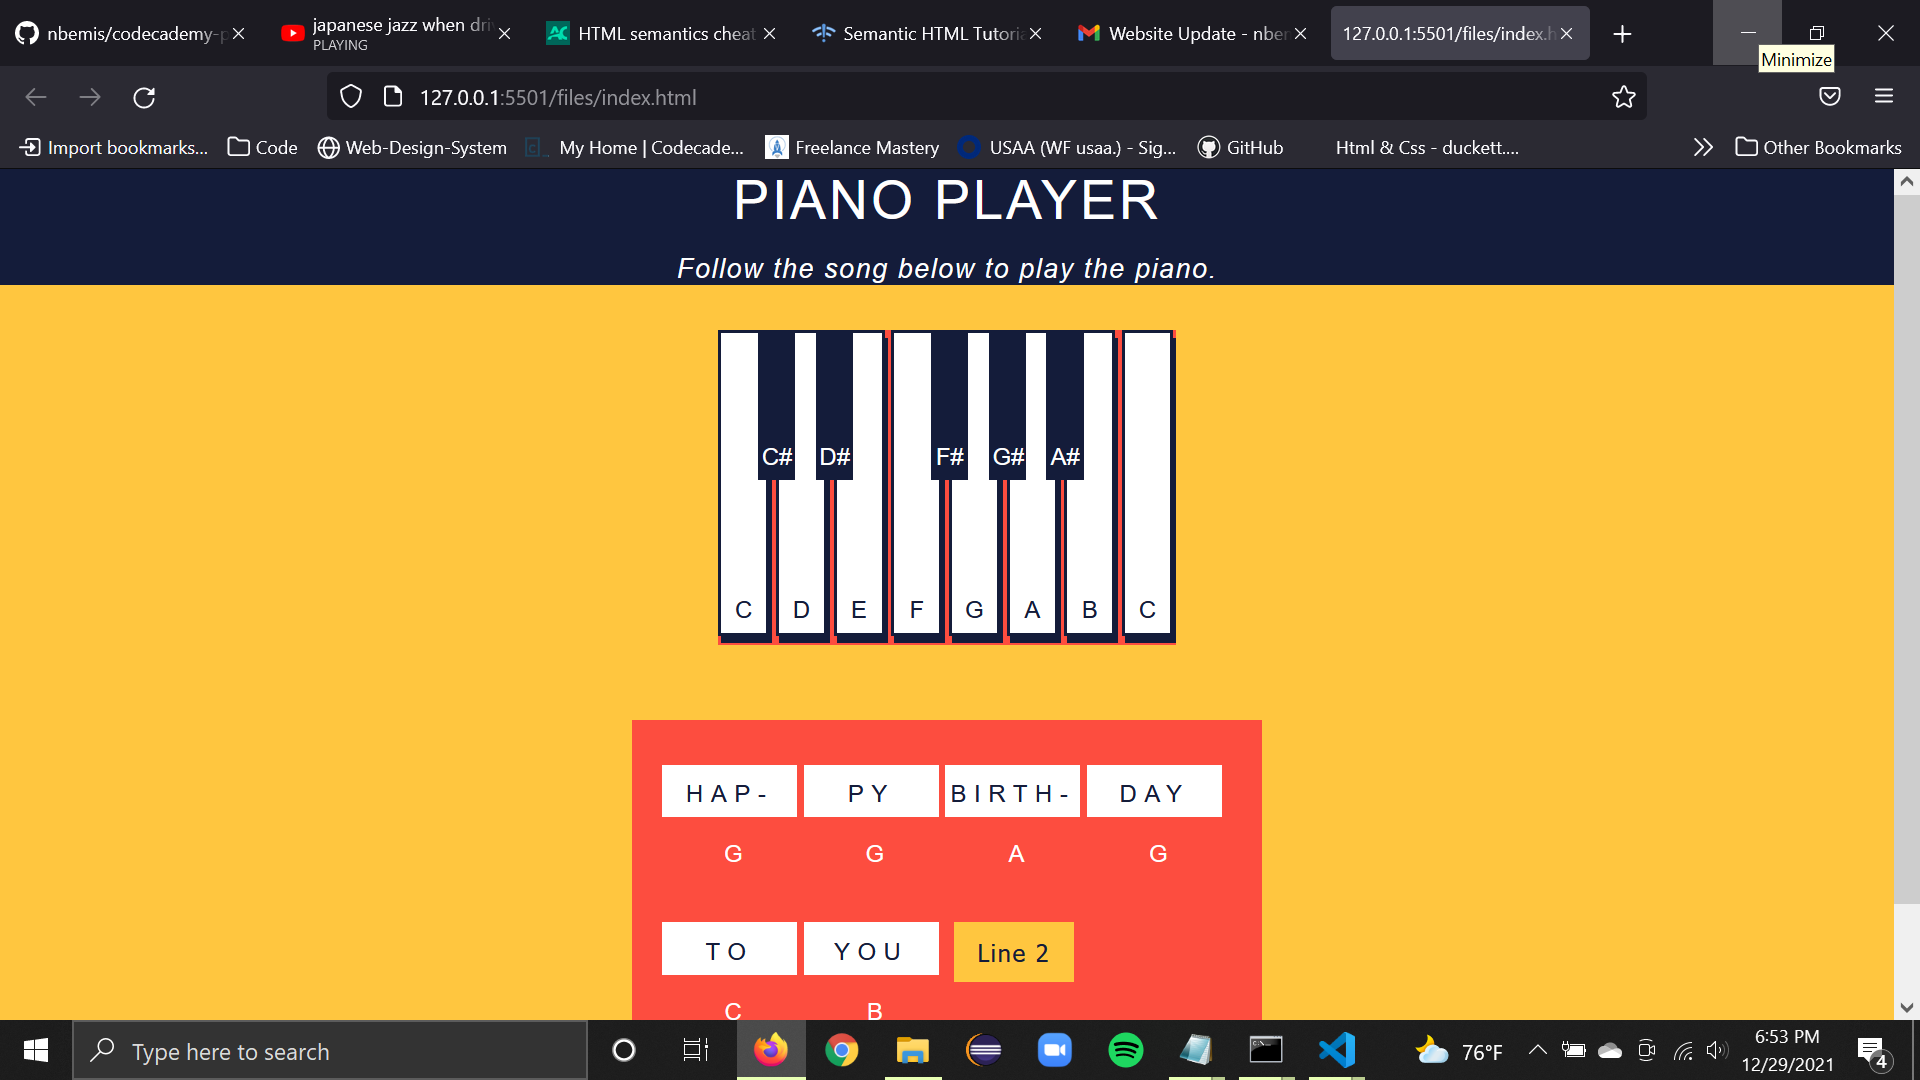 nbemis/codecademy-p
japanese jazz when dri
PLAYING
HTML semantics cheat
Semantic HTML Tutoria
Website Update - nber
127.0.0.1:5501/files/index.h
Minimize
127.0.0.1:5501/files/index.html
Import bookmarks...
Code
Web-Design-System
My Home | Codecade...
Freelance Mastery
USAA (WF usaa.) - Sig...
GitHub
Html & Css - duckett....
Other Bookmarks
PIANO PLAYER
Follow the song below to play the piano.
C# D# F# G# A#
C D E F G A B C
HAP- PY BIRTH- DAY
G G A G
TO YOU Line 2
C B
Type here to search
76°F
6:53 PM
12/29/2021
4